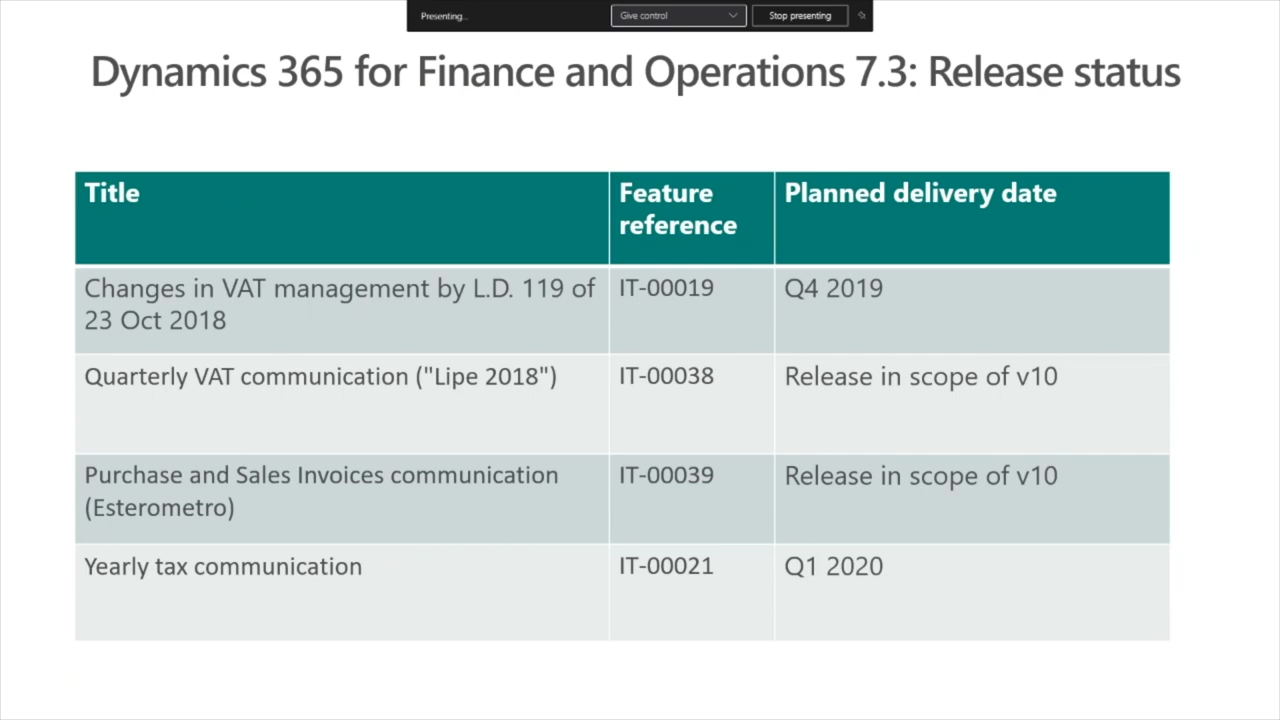 Presenting...
Give control
Stop presenting
Dynamics 365 for Finance and Operations 7.3: Release status
Title
Feature
reference
Planned delivery date
Changes in VAT management by L.D. 119 of
23 Oct 2018
IT-00019
Q4 2019
Quarterly VAT communication ("Lipe 2018")
IT-00038
Release in scope of v10
Purchase and Sales Invoices communication
(Esterometro)
IT-00039
Release in scope of v10
Yearly tax communication
IT-00021
Q1 2020